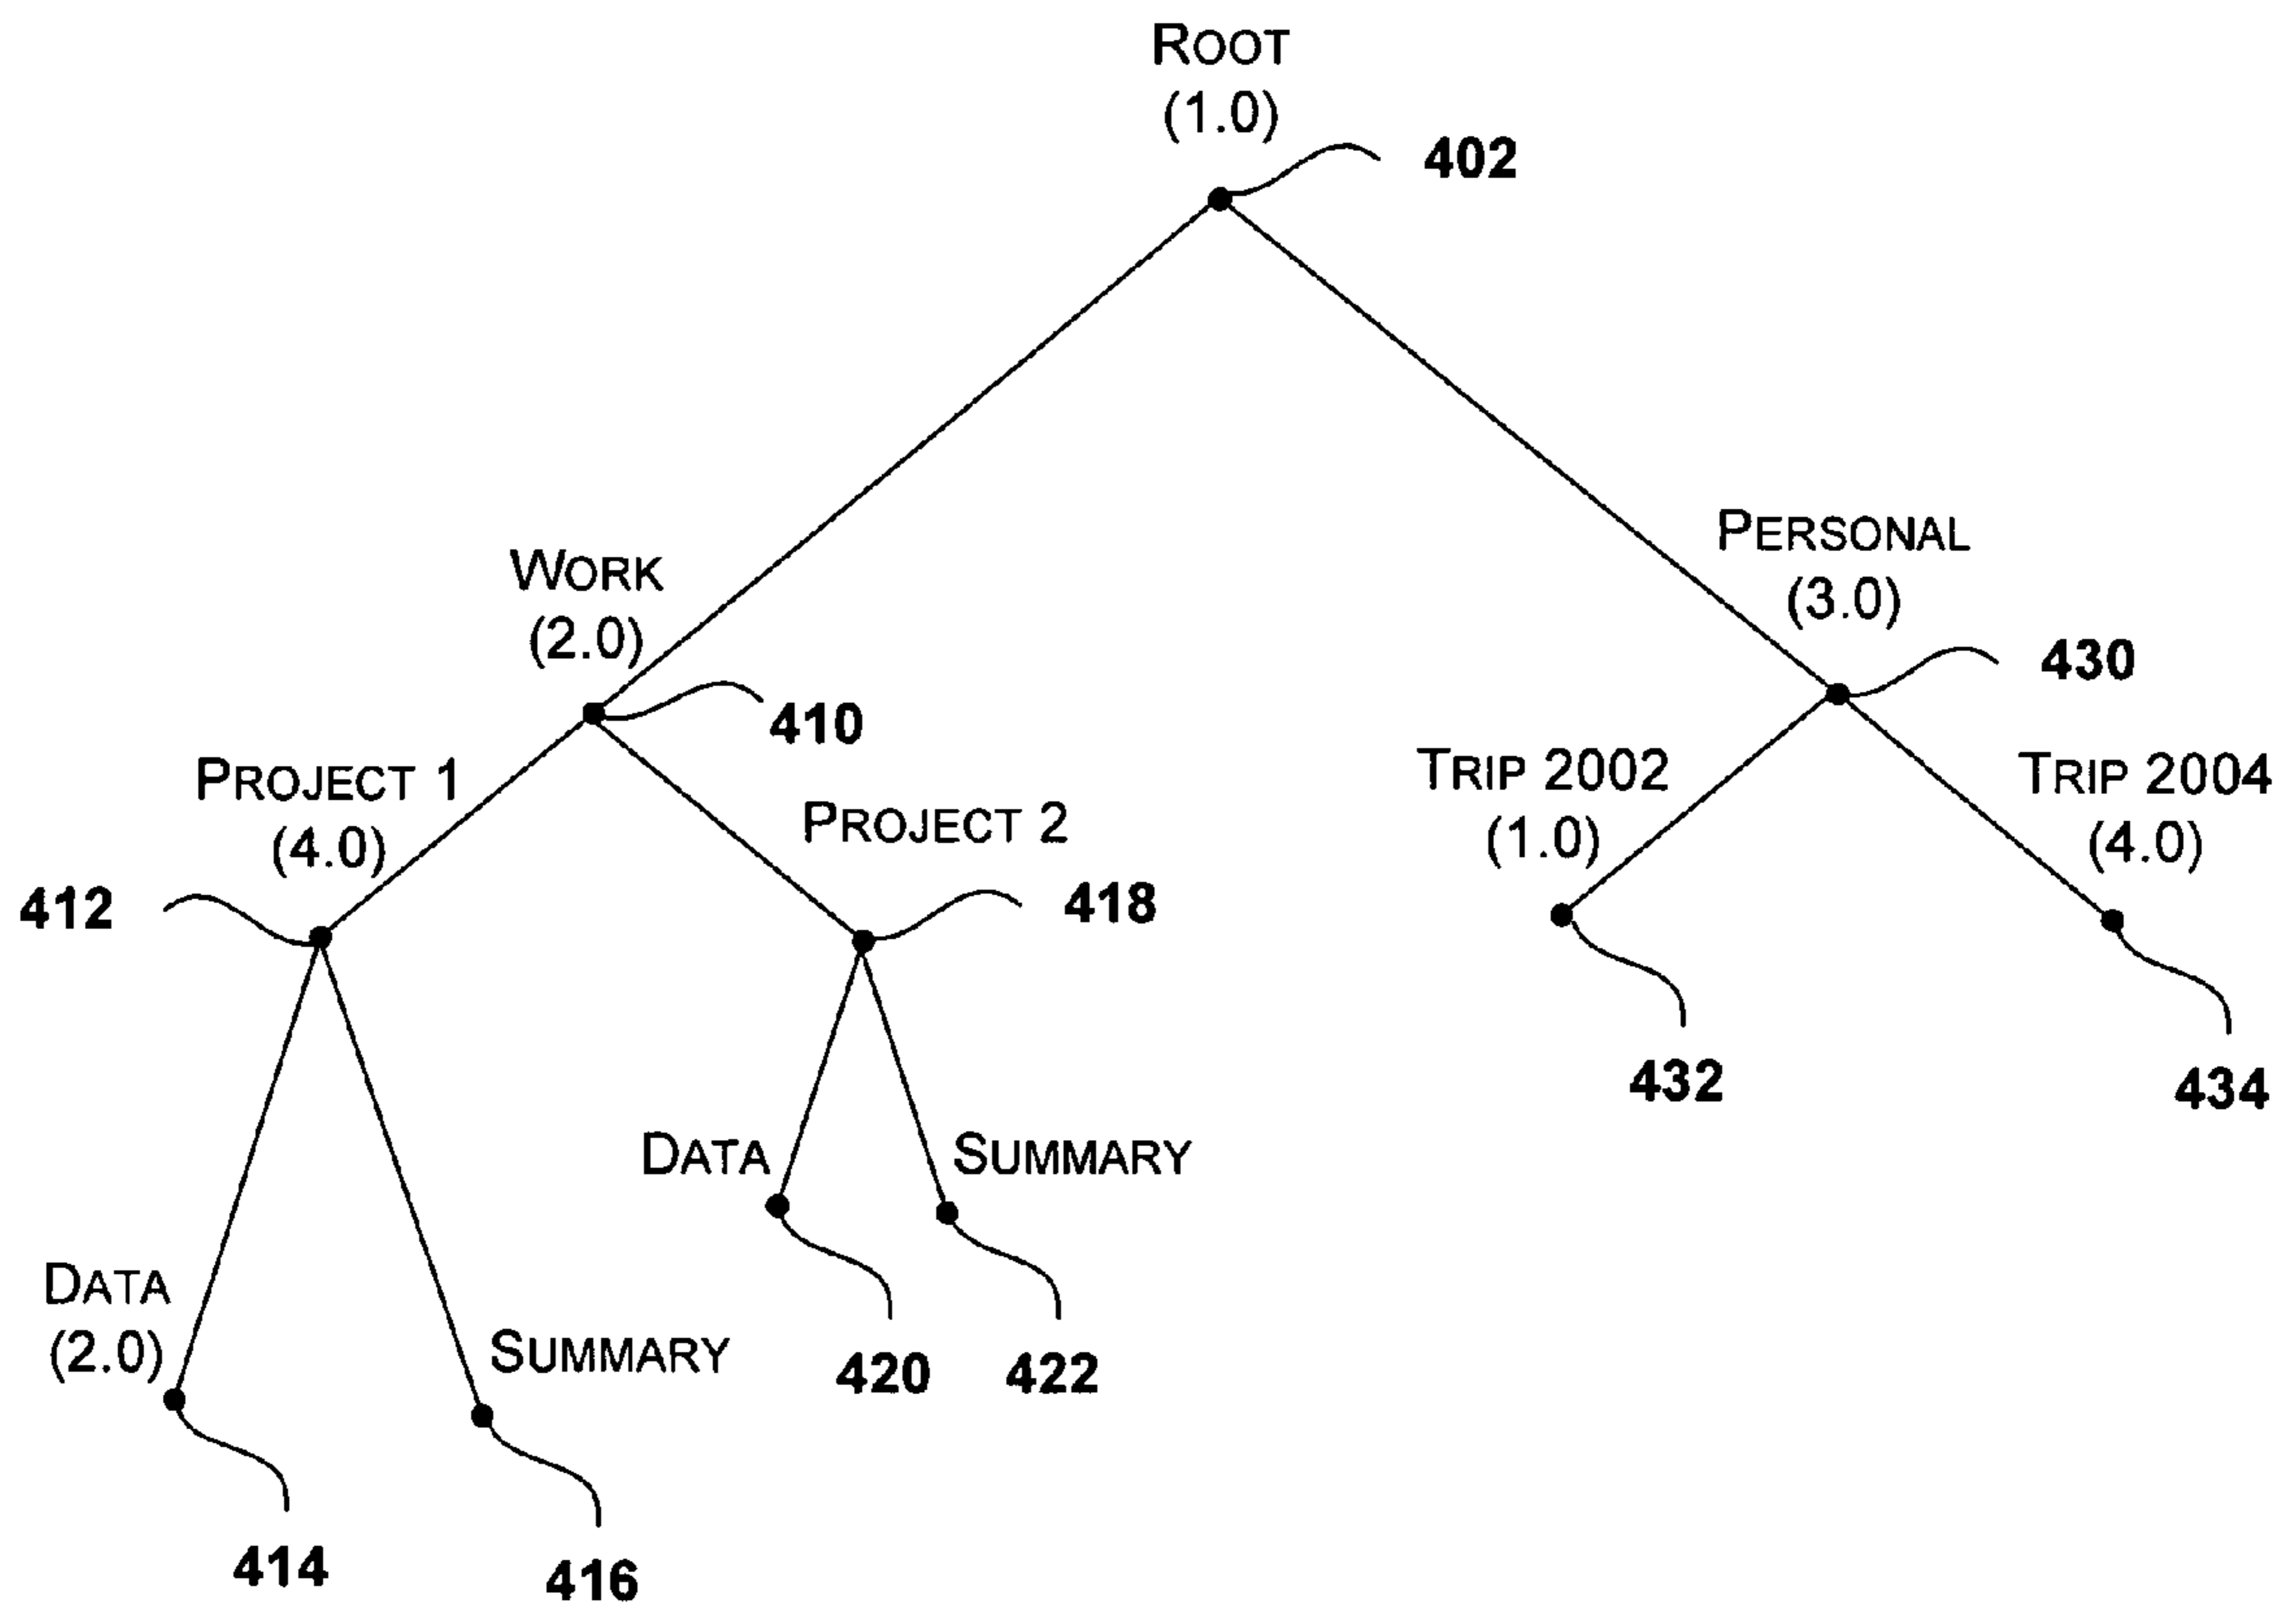 ROOT
(1.0)
402
PERSONAL
(3.0)
WORK
(2.0)
430
410
TRIP 2002
(1.0)
TRIP 2004
(4.0)
PROJECT 1
(4.0)
PROJECT 2
412
418
432
434
DATA
SUMMARY
DATA
(2.0)
SUMMARY
420
422
414
416